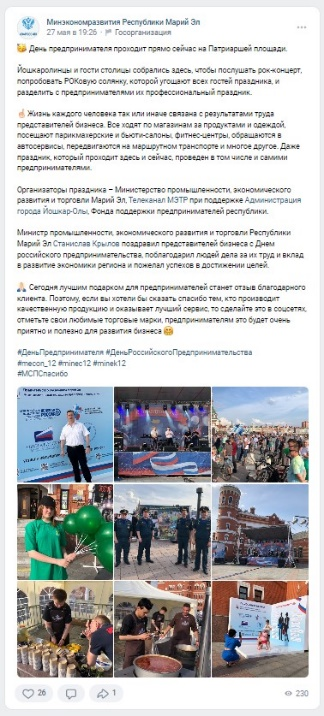 Минэкономразвития Республики Марий Эл
27 мая в 19:26 · Госорганизация
День предпринимателя проходит прямо сейчас на Патриаршей площади.
Йошкаролинцы и гости столицы собрались здесь, чтобы послушать рок-концерт,
попробовать РОКовую солянку, которой угощают всех гостей праздника, и
разделить с предпринимателями их профессиональный праздник.
☝Жизнь каждого человека так или иначе связана с результатами труда
представителей бизнеса. Все ходят по магазинам за продуктами и одеждой,
посещают парикмахерские и бьюти-салоны, фитнес-центры, обращаются в
автосервисы, передвигаются на маршрутном транспорте и многое другое. Даже
праздник, который проходит здесь и сейчас, проведен в том числе и самими
предпринимателями.
Организаторы праздника – Министерство промышленности, экономического
развития и торговли Марий Эл, Телеканал МЭТР при поддержке Администрация
города Йошкар-Олы, Фонда поддержки предпринимателей республики.
Министр промышленности, экономического развития и торговли Республики
Марий Эл Станислав Крылов поздравил представителей бизнеса с Днем
российского предпринимательства, поблагодарил людей дела за их труд и вклад
в развитие экономики региона и пожелал успехов в достижении целей.
🙏 Сегодня лучшим подарком для предпринимателей станет отзыв благодарного
клиента. Поэтому, если вы хотели бы сказать спасибо тем, кто производит
качественную продукцию и оказывает лучший сервис, то сделайте это в соцсетях,
отметьте свои любимые торговые марки, предпринимателям это будет очень
приятно и полезно для развития бизнеса 😊
#ДеньПредпринимателя #ДеньРоссийскогоПредпринимательства
#mecon_12 #minec12 #minek12
#МСПСпасибо
26
1
230